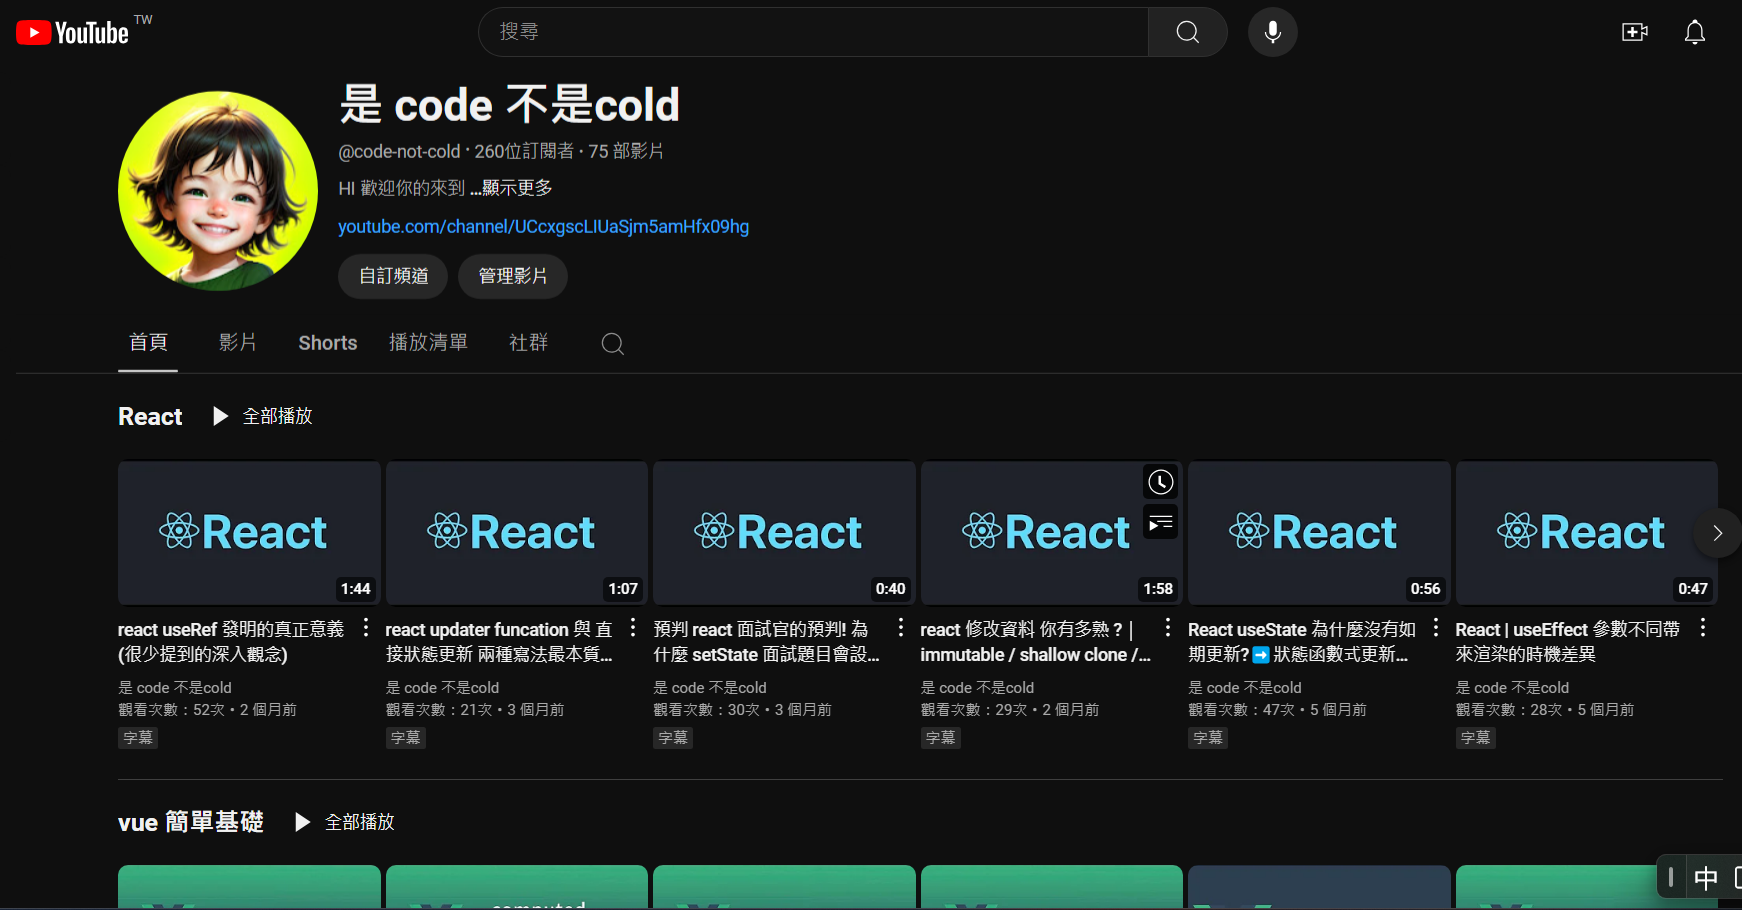 YouTube TW
搜尋
是 code 不是cold
@code-not-cold · 260位訂閱者 · 75 部影片
HI 歡迎你的來到 ...顯示更多
youtube.com/channel/UCcxgscLIUaSjm5amHfx09hg
自訂頻道 管理影片
首頁 影片 Shorts 播放清單 社群
React 全部播放
React React React React React React
1:44 1:07 0:40 1:58 0:56 0:47
react useRef 發明的真正意義
(很少提到的深入觀念)
是 code 不是cold
觀看次數：52次 • 2 個月前
字幕
react updater funcation 與 直
接狀態更新 兩種寫法最本質...
是 code 不是cold
觀看次數：21次 • 3 個月前
字幕
預判 react 面試官的預判! 為
什麼 setState 面試題目會設...
是 code 不是cold
觀看次數：30次 • 3 個月前
字幕
react 修改資料 你有多熟？|
immutable / shallow clone /...
是 code 不是cold
觀看次數：29次 • 2 個月前
字幕
React useState 為什麼沒有如
期更新?➡️狀態函數式更新...
是 code 不是cold
觀看次數：47次 • 5 個月前
字幕
React | useEffect 參數不同帶
來渲染的時機差異
是 code 不是cold
觀看次數：28次 • 5 個月前
字幕
vue 簡單基礎 全部播放
computed
中